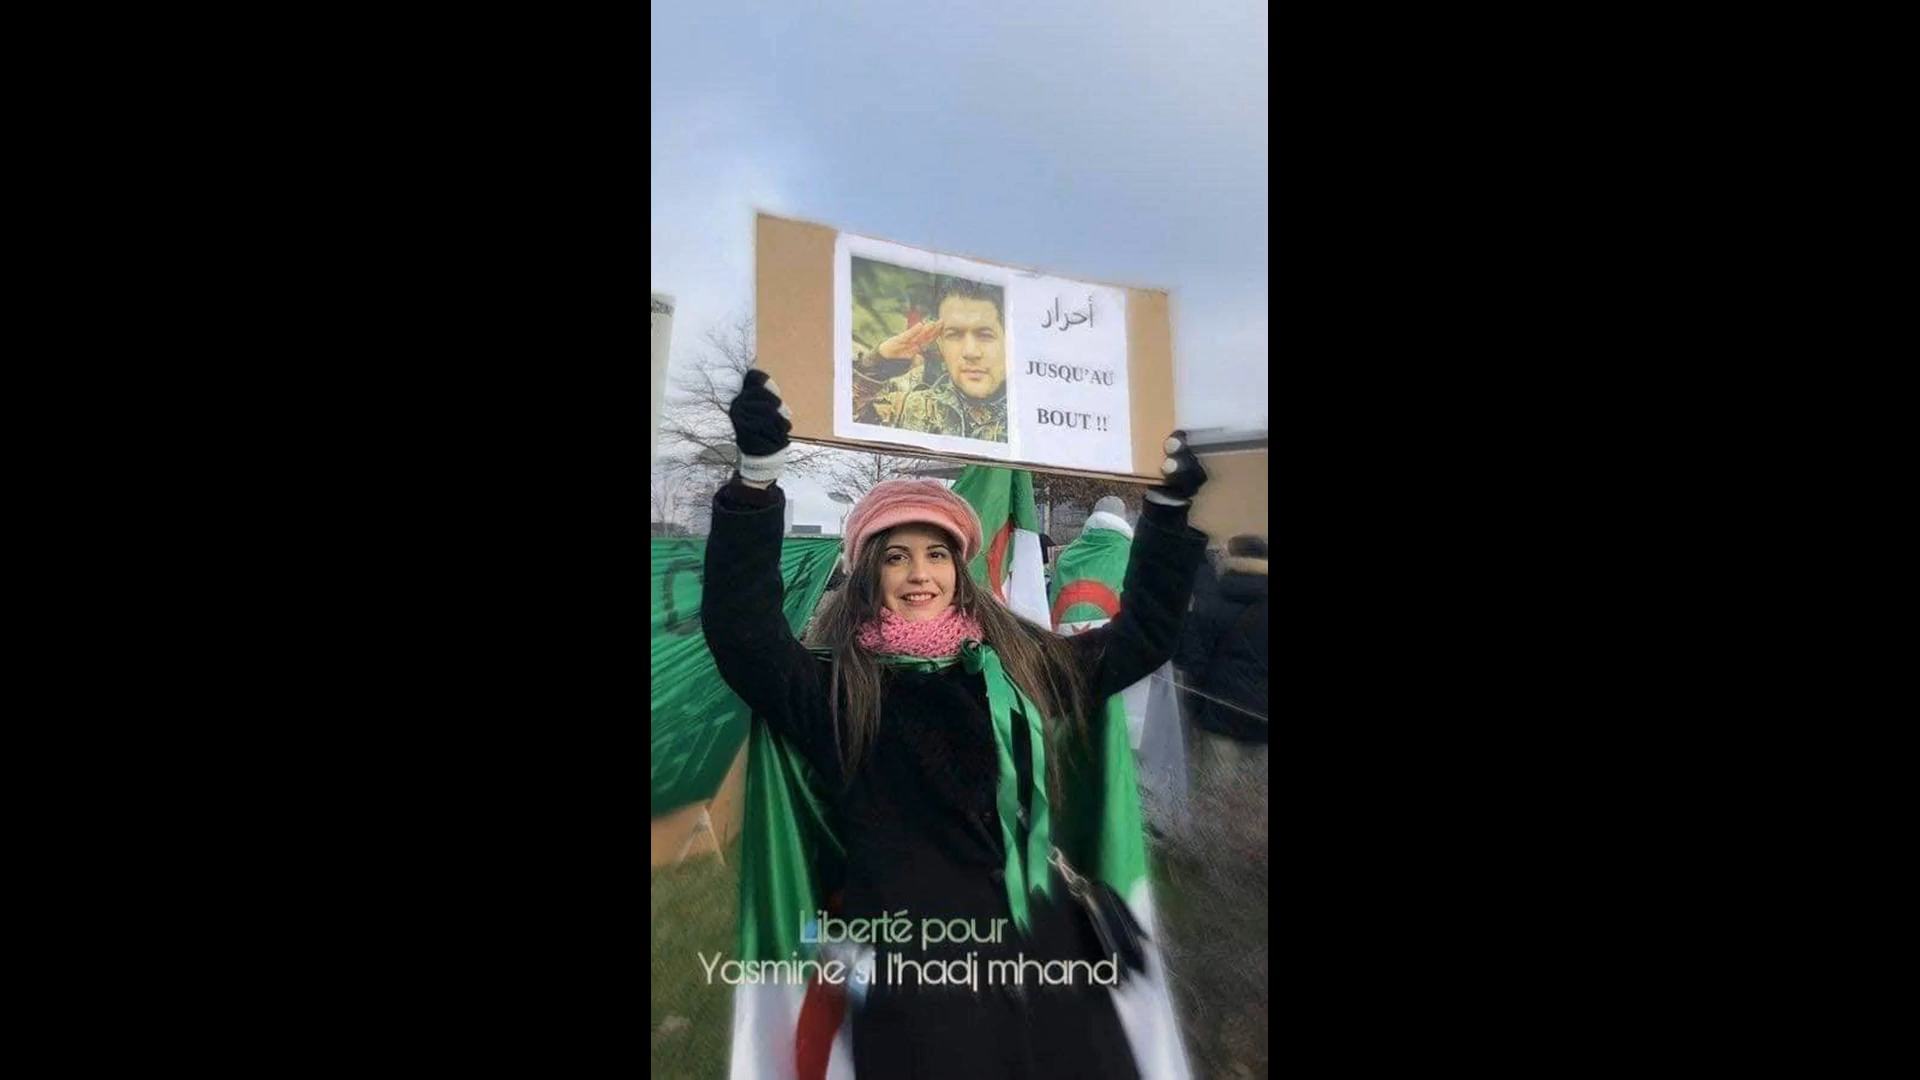 أحرار
JUSQU'AU
BOUT !!
Liberté pour
Yasmine si l'hadj mhand